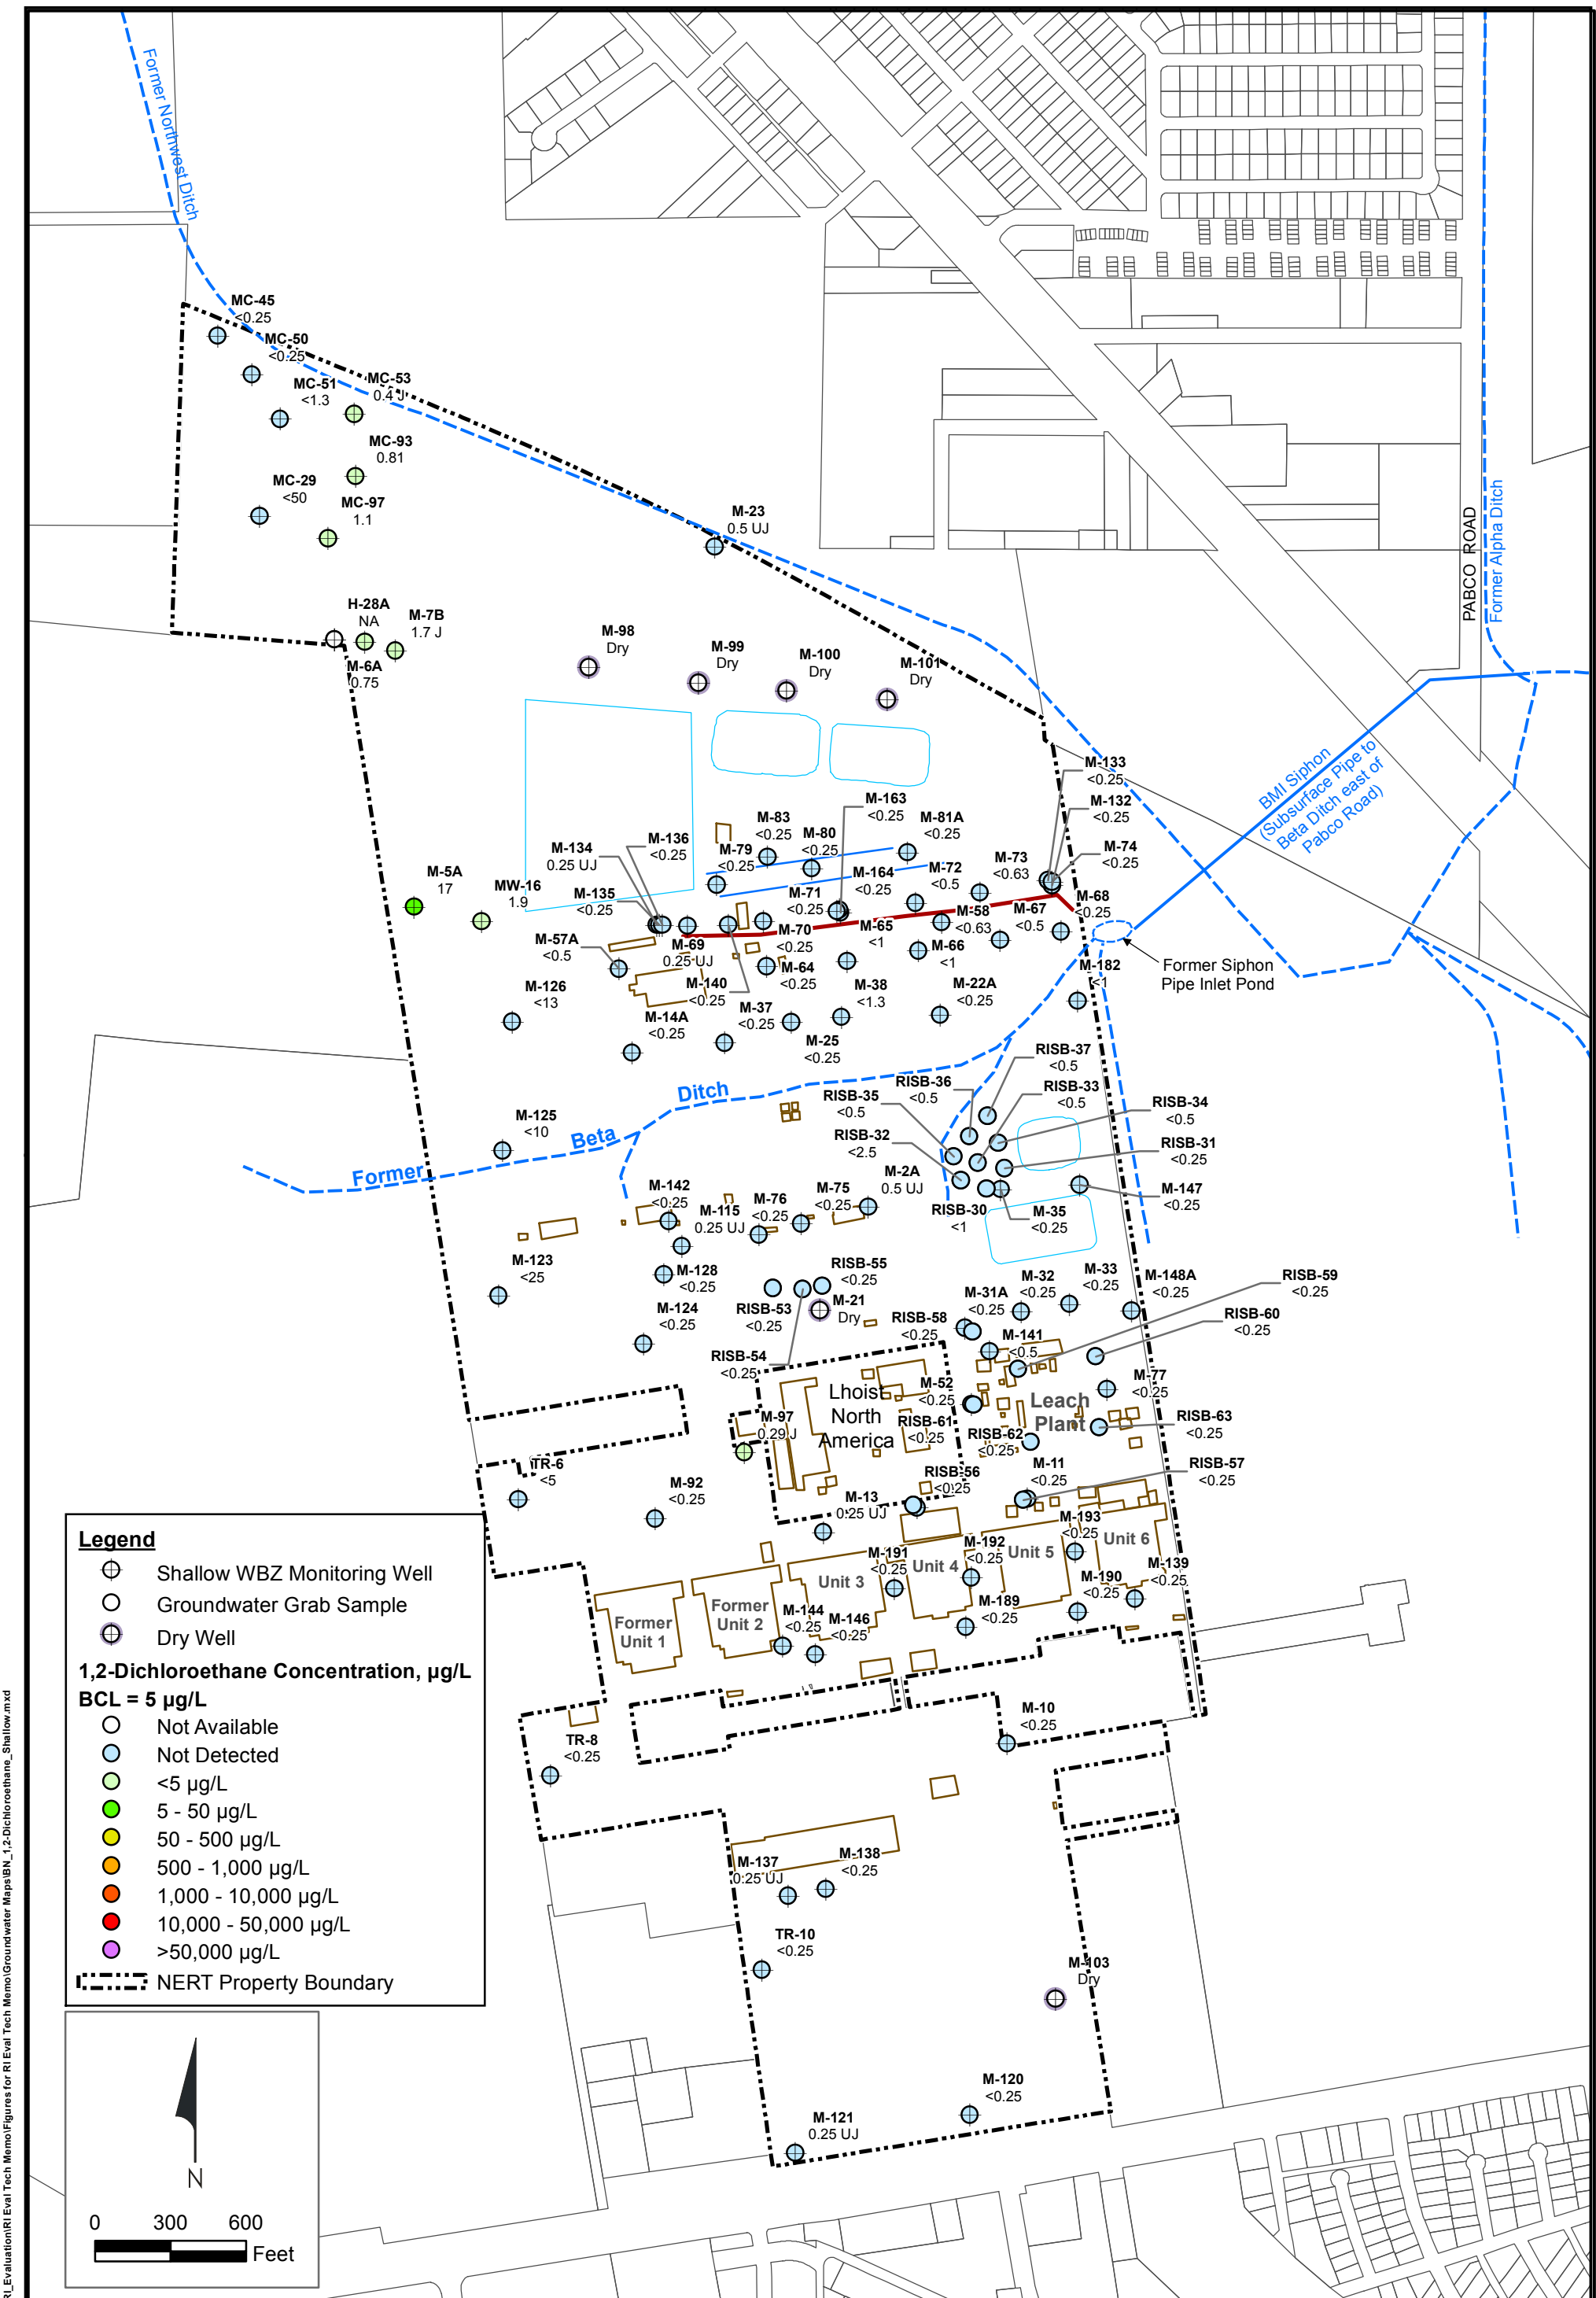 Former Northwest Ditch
MC-45
<0.25
MC-50
<0.25
MC-51
<1.3
MC-53
0.4 J
MC-93
0.81
MC-29
<50
MC-97
1.1
M-23
0.5 UJ
PABCO ROAD
Former Alpha Ditch
H-28A
NA
M-7B
1.7 J
M-6A
0.75
M-98
Dry
M-99
Dry
M-100
Dry
M-101
Dry
BMI Siphon
(Subsurface Pipe to
Beta Ditch east of
Pabco Road)
M-133
<0.25
M-132
<0.25
M-74
<0.25
M-163
<0.25
M-81A
<0.25
M-83
<0.25
M-80
<0.25
M-136
<0.25
M-134
0.25 UJ
M-79
<0.25
M-73
<0.63
M-72
<0.5
M-164
<0.25
M-5A
17
MW-16
1.9
M-135
<0.25
M-71
<0.25
M-68
<0.25
M-67
<0.5
M-58
<0.63
M-65
<1
M-70
<0.25
M-57A
<0.5
M-69
0.25 UJ
M-66
<1
M-64
<0.25
Former Siphon
Pipe Inlet Pond
M-182
<1
M-126
<13
M-140
<0.25
M-38
<1.3
M-22A
<0.25
M-14A
<0.25
M-37
<0.25
M-25
<0.25
RISB-37
<0.5
RISB-36
<0.5
RISB-33
<0.5
RISB-35
<0.5
RISB-34
<0.5
RISB-32
<2.5
RISB-31
<0.25
M-125
<10
Former Beta Ditch
M-2A
0.5 UJ
M-147
<0.25
M-142
<0.25
M-115
0.25 UJ
M-76
<0.25
M-75
<0.25
RISB-30
<1
M-35
<0.25
M-123
<25
M-128
<0.25
RISB-55
<0.25
RISB-53
<0.25
M-21
Dry
M-124
<0.25
RISB-54
<0.25
RISB-58
<0.25
M-31A
<0.25
M-32
<0.25
M-33
<0.25
M-148A
<0.25
RISB-59
<0.25
RISB-60
<0.25
M-141
<0.5
M-52
<0.25
M-77
<0.25
Lhoist
North
America
Leach
Plant
M-97
0.29 J
RISB-61
<0.25
RISB-62
<0.25
RISB-63
<0.25
TR-6
<5
M-92
<0.25
RISB-56
<0.25
M-11
<0.25
RISB-57
<0.25
M-13
0.25 UJ
M-193
<0.25
M-192
<0.25
M-191
<0.25
Unit 3
Unit 4
Unit 5
Unit 6
M-139
<0.25
M-190
<0.25
M-189
<0.25
Former
Unit 1
Former
Unit 2
M-144
<0.25
M-146
<0.25
M-10
<0.25
TR-8
<0.25
M-137
0.25 UJ
M-138
<0.25
TR-10
<0.25
M-103
Dry
M-120
<0.25
M-121
0.25 UJ
Legend
Shallow WBZ Monitoring Well
Groundwater Grab Sample
Dry Well
1,2-Dichloroethane Concentration, µg/L
BCL = 5 µg/L
Not Available
Not Detected
<5 µg/L
5 - 50 µg/L
50 - 500 µg/L
500 - 1,000 µg/L
1,000 - 10,000 µg/L
10,000 - 50,000 µg/L
>50,000 µg/L
NERT Property Boundary
N
0 300 600
Feet
RI_Evaluation\RI Eval Tech Memo\Figures for RI Eval Tech Memo\Groundwater Maps\BN_1,2-Dichloroethane_Shallow.mxd